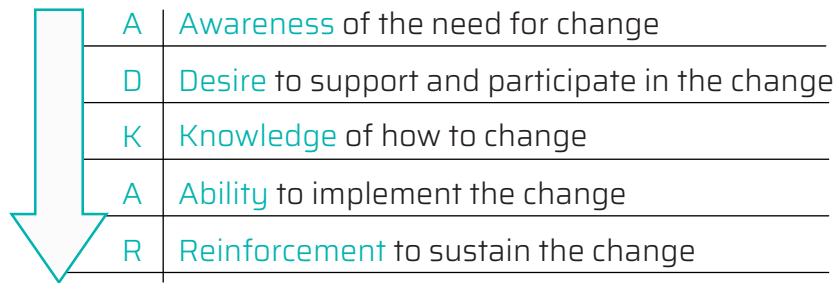 A Awareness of the need for change
D Desire to support and participate in the change
K Knowledge of how to change
A Ability to implement the change
R Reinforcement to sustain the change